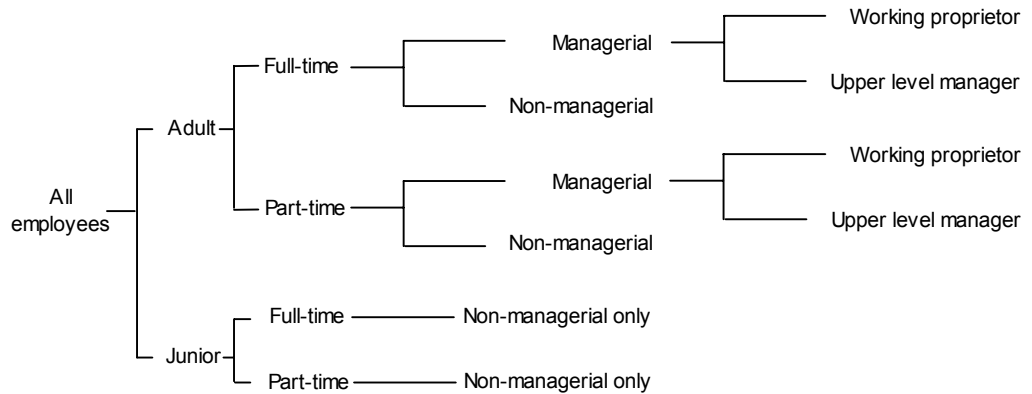 Working proprietor
Managerial
Full-time
Upper level manager
Non-managerial
Adult
Working proprietor
Managerial
All
employees
Part-time
Upper level manager
Non-managerial
Full-time
Non-managerial only
Junior
Part-time
Non-managerial only